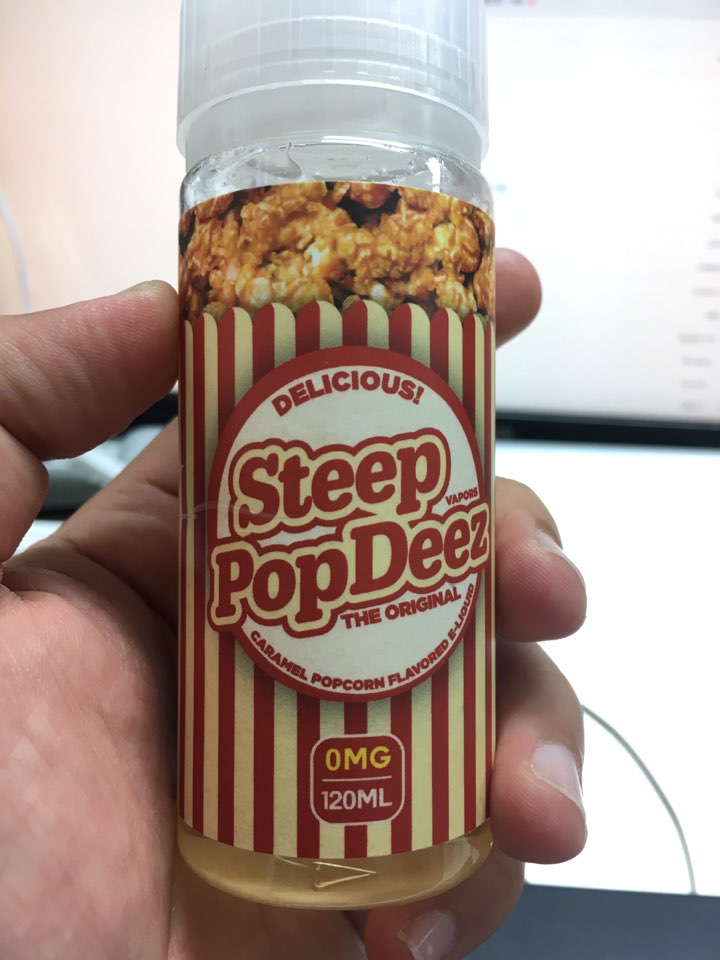 DELICIOUS!
Steep
VAPORS
PopDeez
THE ORIGINAL
CARAMEL POPCORN FLAVORED E-LIQUID
0MG
120ML